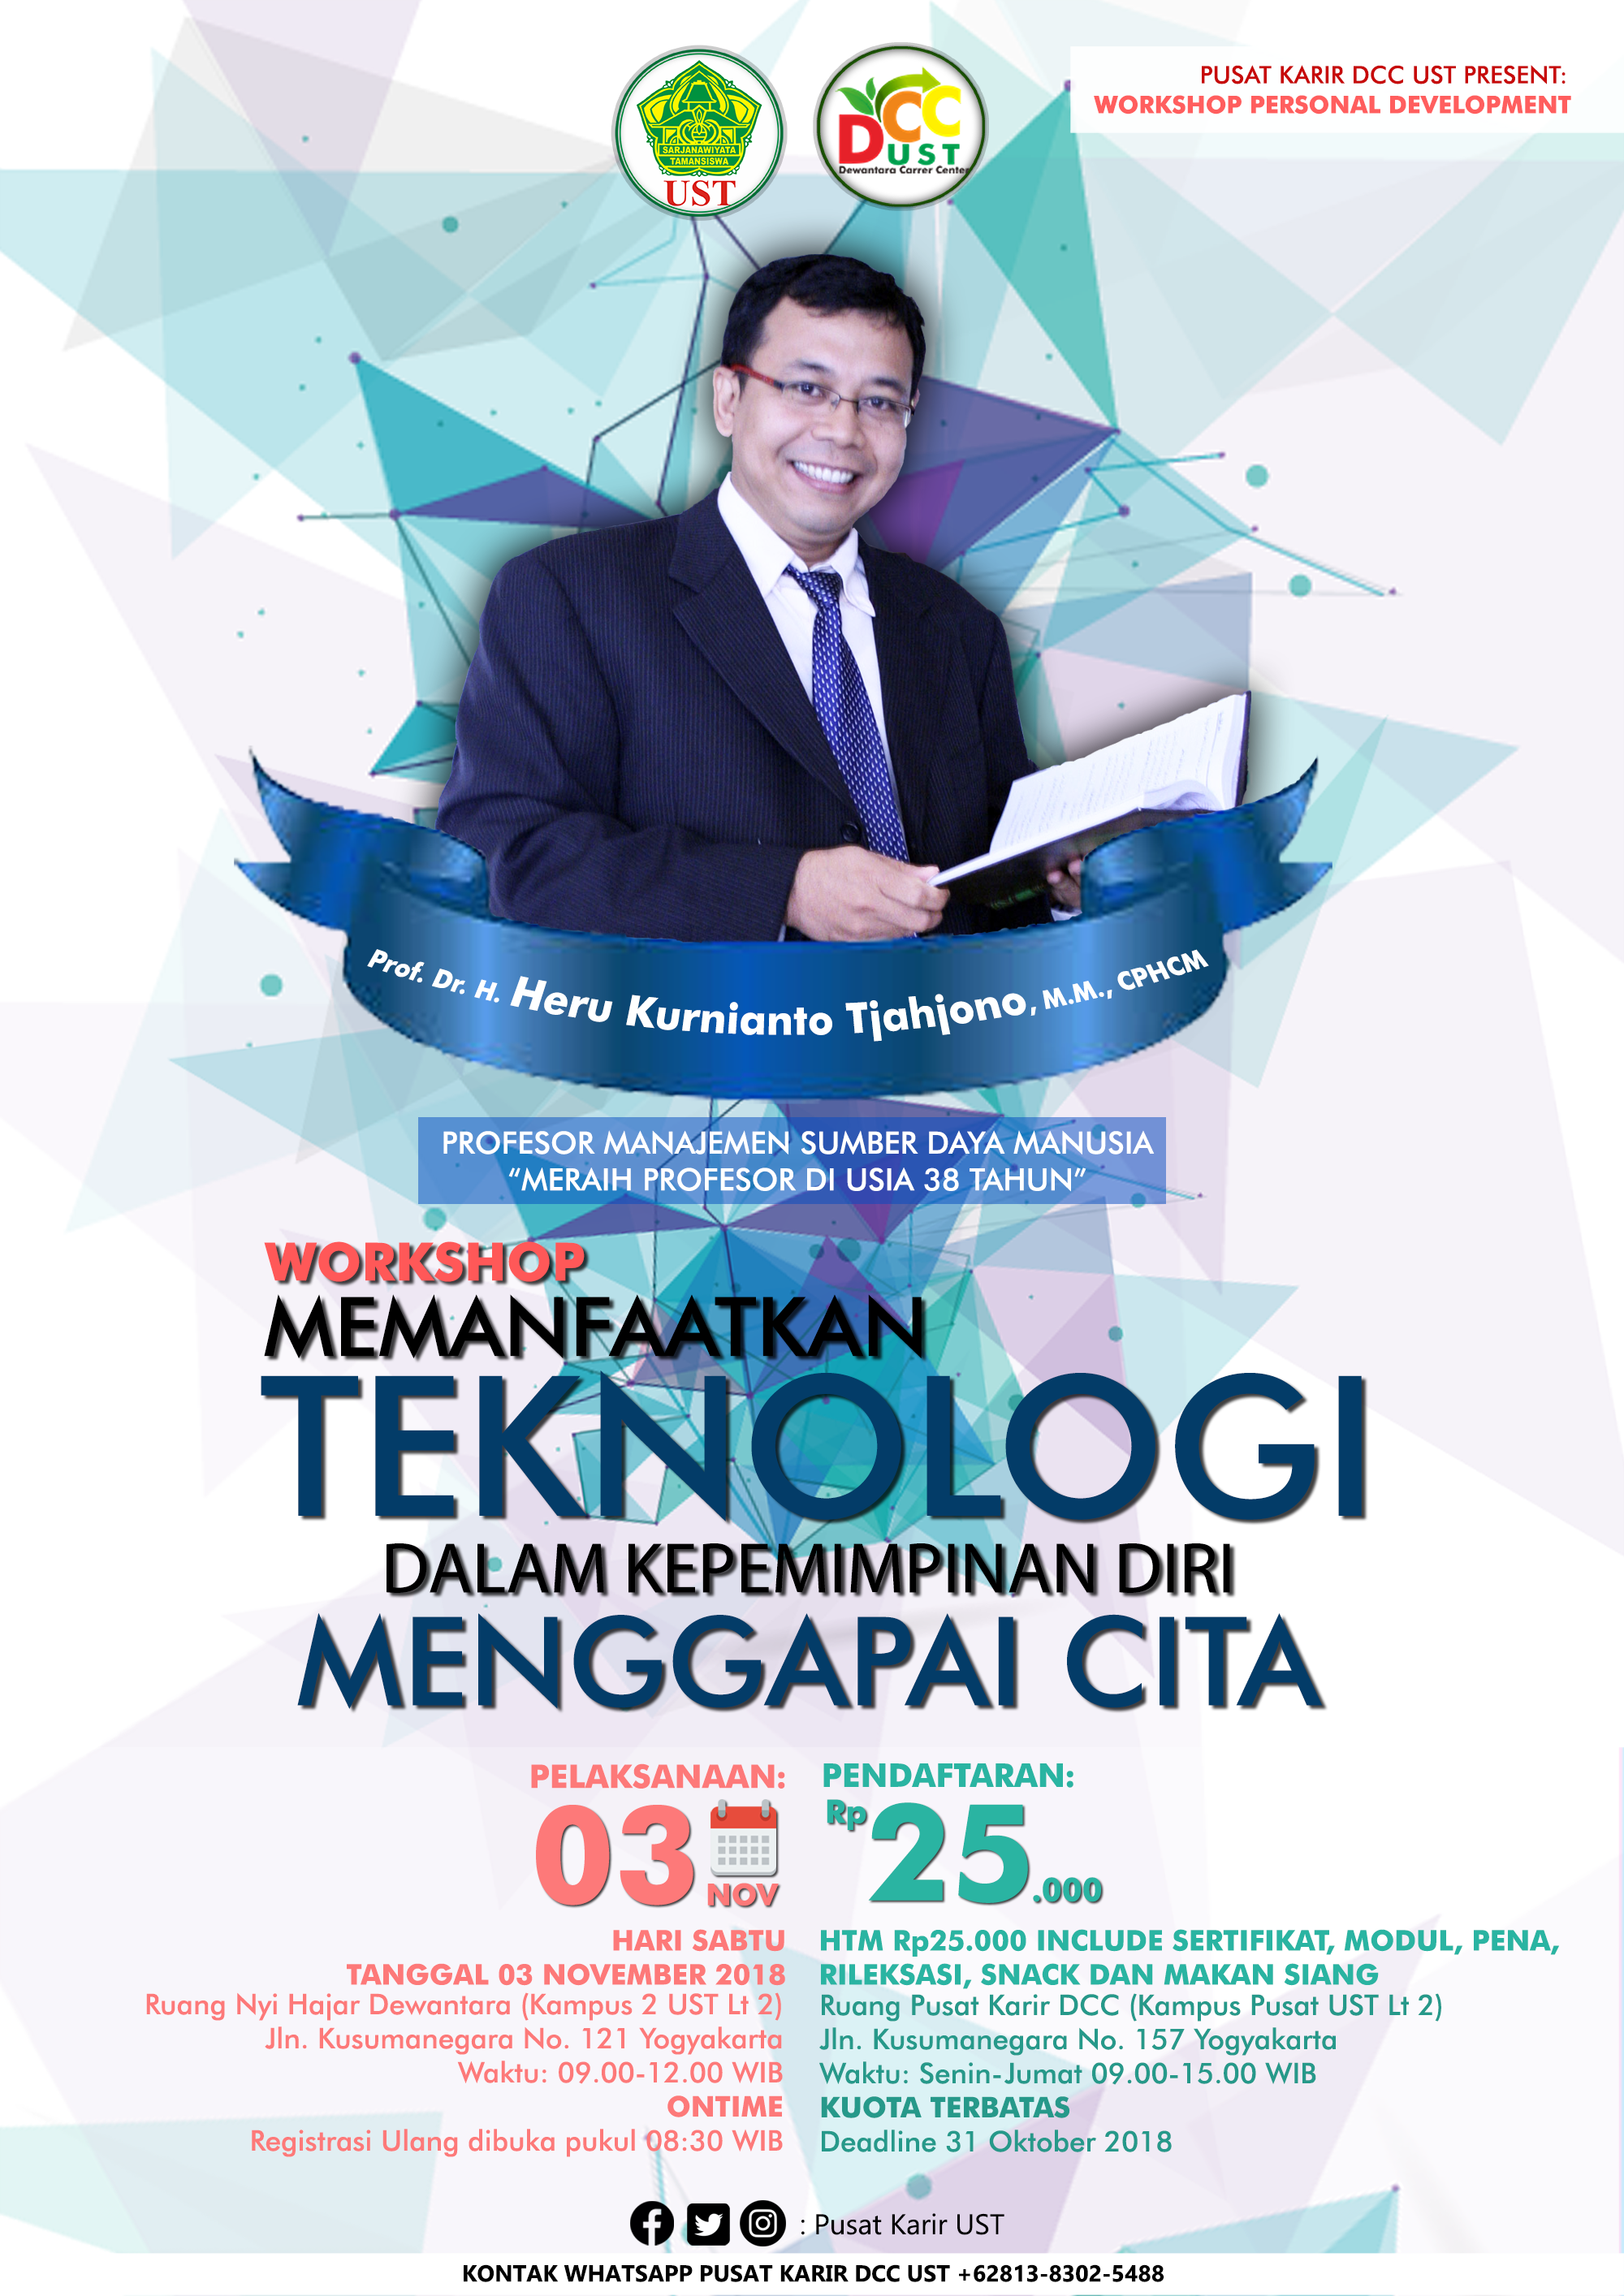 SARJANAWIYATA
TAMANSISWA
UST
DCC
UST
Dewantara Carrer Center
PUSAT KARIR DCC UST PRESENT:
WORKSHOP PERSONAL DEVELOPMENT
Prof. Dr. H. Heru Kurnianto Tjahjono, M.M., CPHCM
PROFESOR MANAJEMEN SUMBER DAYA MANUSIA
“MERAIH PROFESOR DI USIA 38 TAHUN”
WORKSHOP
MEMANFAATKAN
TEKNOLOGI
DALAM KEPEMIMPINAN DIRI
MENGGAPAI CITA
PELAKSANAAN:
03
NOV
HARI SABTU
TANGGAL 03 NOVEMBER 2018
Ruang Nyi Hajar Dewantara (Kampus 2 UST Lt 2)
Jln. Kusumanegara No. 121 Yogyakarta
Waktu: 09.00-12.00 WIB
ONTIME
Registrasi Ulang dibuka pukul 08:30 WIB
PENDAFTARAN:
Rp 25.000
HTM Rp25.000 INCLUDE SERTIFIKAT, MODUL, PENA,
RILEKSASI, SNACK DAN MAKAN SIANG
Ruang Pusat Karir DCC (Kampus Pusat UST Lt 2)
Jln. Kusumanegara No. 157 Yogyakarta
Waktu: Senin-Jumat 09.00-15.00 WIB
KUOTA TERBATAS
Deadline 31 Oktober 2018
: Pusat Karir UST
KONTAK WHATSAPP PUSAT KARIR DCC UST +62813-8302-5488